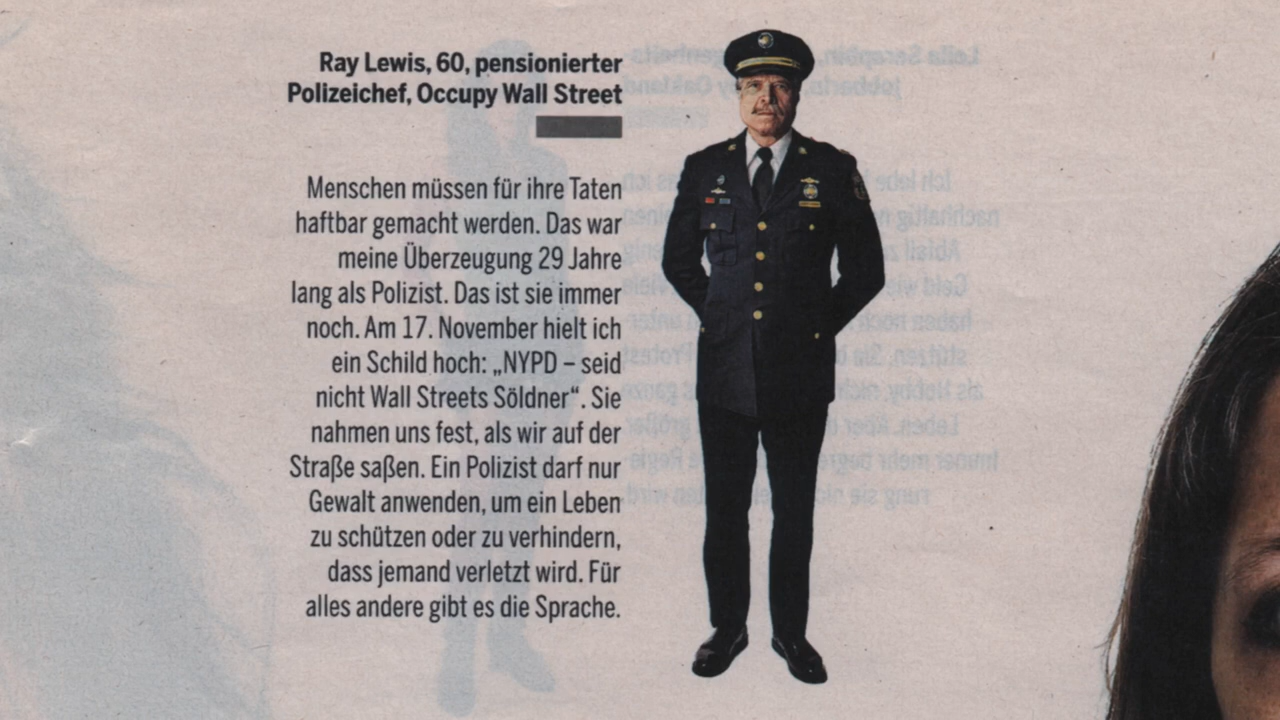 Ray Lewis, 60, pensionierter
Polizeichef, Occupy Wall Street
Menschen müssen für ihre Taten
haftbar gemacht werden. Das war
meine Überzeugung 29 Jahre
lang als Polizist. Das ist sie immer
noch. Am 17. November hielt ich
ein Schild hoch: „NYPD – seid
nicht Wall Streets Söldner“. Sie
nahmen uns fest, als wir auf der
Straße saßen. Ein Polizist darf nur
Gewalt anwenden, um ein Leben
zu schützen oder zu verhindern,
dass jemand verletzt wird. Für
alles andere gibt es die Sprache.